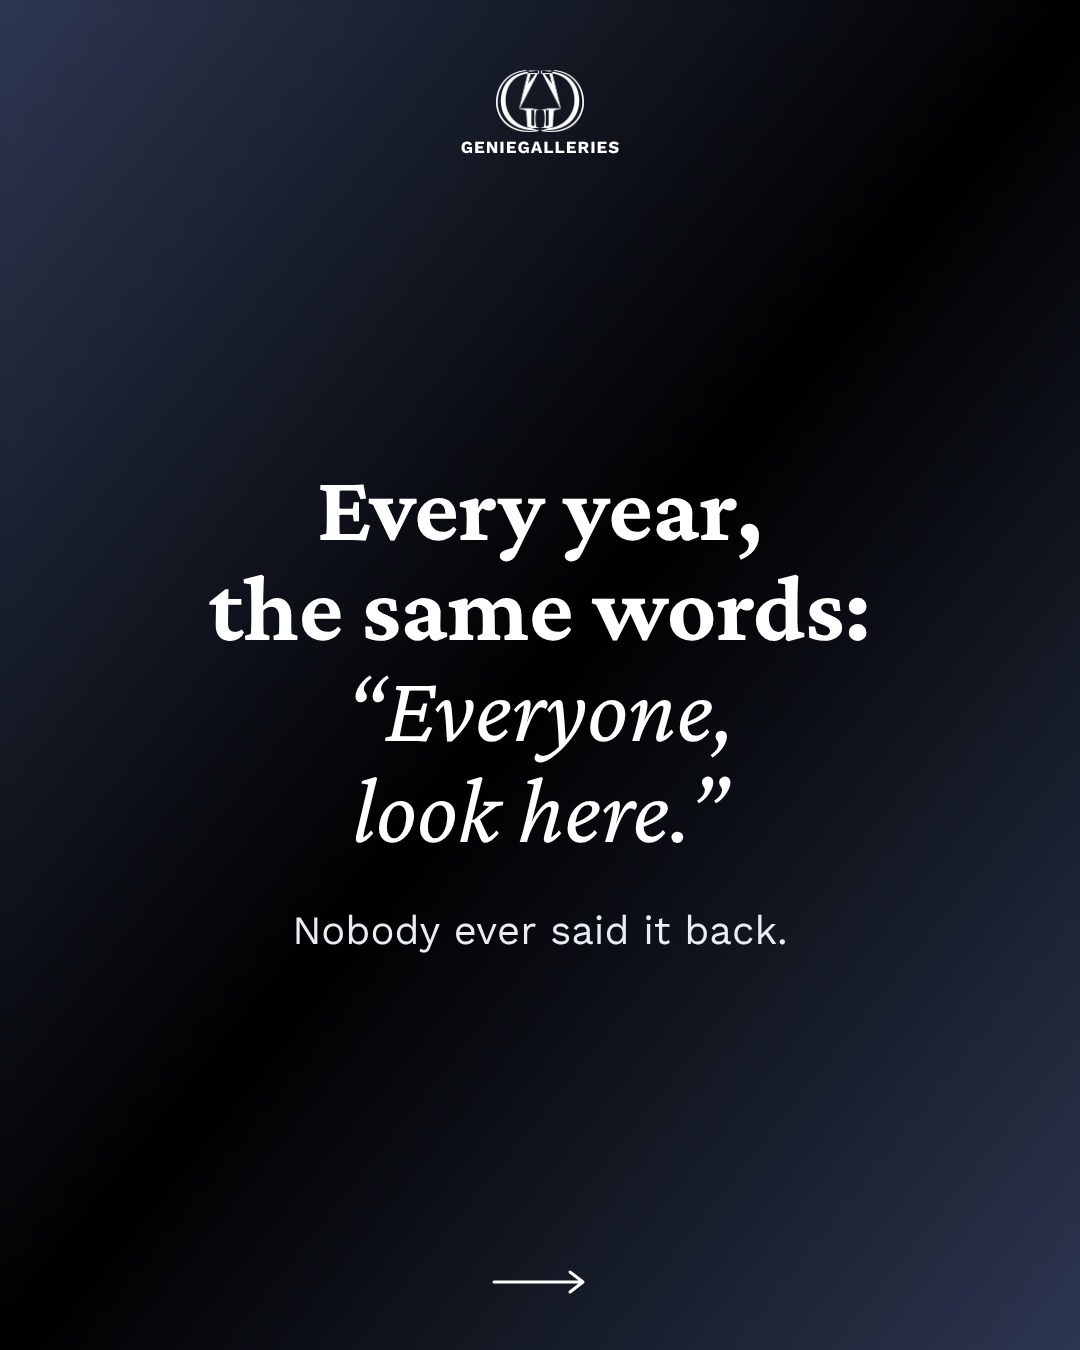 GENIEGALLERIES
Every year,
the same words:
“Everyone,
look here.”
Nobody ever said it back.